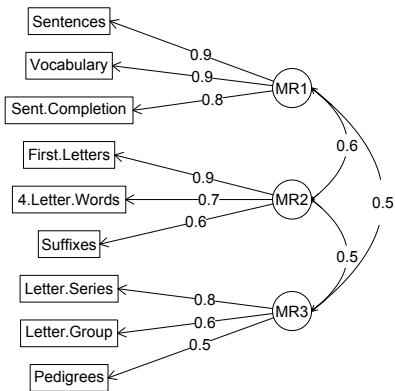 Sentences
0.9
Vocabulary
0.9
MR1
Sent.Completion
0.8
0.6
First.Letters
0.9
4.Letter.Words
0.7
MR2
0.5
Suffixes
0.6
0.5
Letter.Series
0.8
MR3
Letter.Group
0.6
Pedigrees
0.5